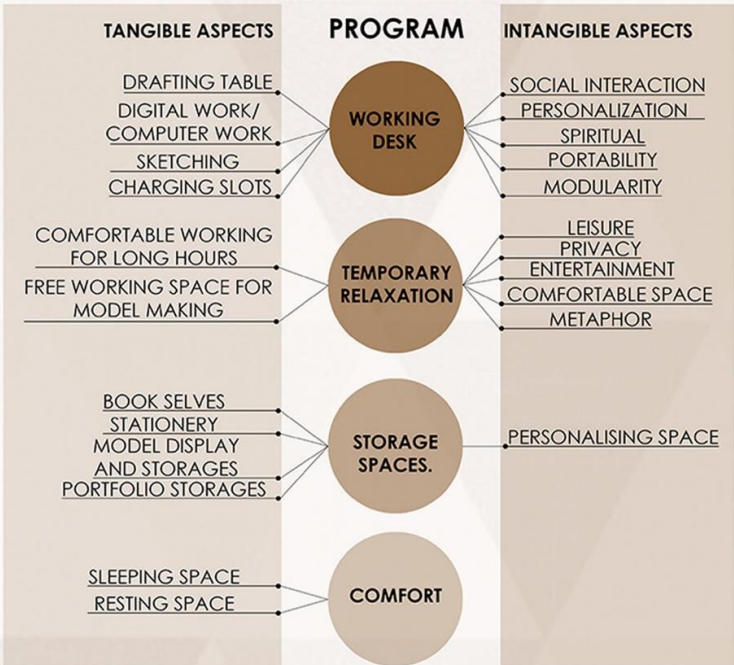 TANGIBLE ASPECTS
PROGRAM
INTANGIBLE ASPECTS
DRAFTING TABLE
DIGITAL WORK/
COMPUTER WORK
SKETCHING
CHARGING SLOTS
WORKING
DESK
SOCIAL INTERACTION
PERSONALIZATION
SPIRITUAL
PORTABILITY
MODULARITY
COMFORTABLE WORKING
FOR LONG HOURS
FREE WORKING SPACE FOR
MODEL MAKING
TEMPORARY
RELAXATION
LEISURE
PRIVACY
ENTERTAINMENT
COMFORTABLE SPACE
METAPHOR
BOOK SELVES
STATIONERY
MODEL DISPLAY
AND STORAGES
PORTFOLIO STORAGES
STORAGE
SPACES.
PERSONALISING SPACE
SLEEPING SPACE
RESTING SPACE
COMFORT